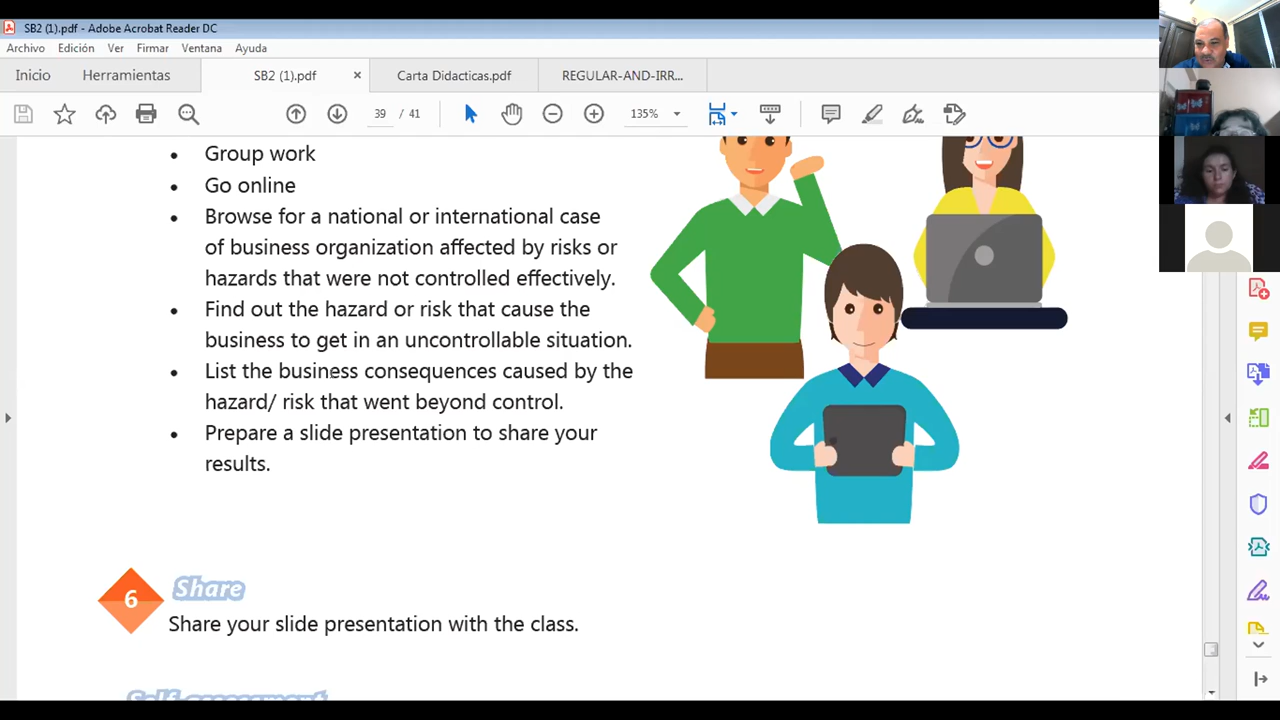 SB2 (1).pdf - Adobe Acrobat Reader DC
Archivo Edición Ver Firmar Ventana Ayuda
Inicio Herramientas SB2 (1).pdf × Carta Didacticas.pdf REGULAR-AND-IRR...
39 / 41 135%
• Group work
• Go online
• Browse for a national or international case
of business organization affected by risks or
hazards that were not controlled effectively.
• Find out the hazard or risk that cause the
business to get in an uncontrollable situation.
• List the business consequences caused by the
hazard/ risk that went beyond control.
• Prepare a slide presentation to share your
results.
6 Share
Share your slide presentation with the class.
Self-assessment